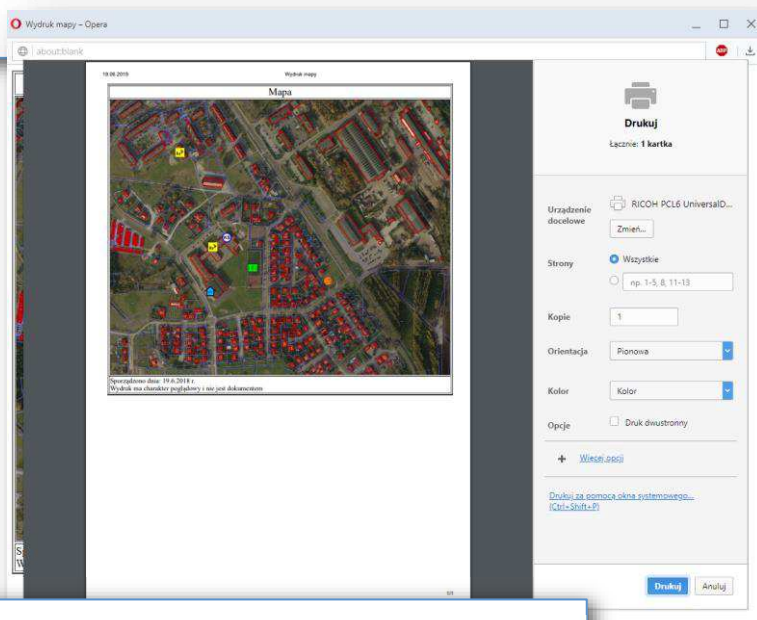 Wydruk mapy – Opera
about:blank
ABP
19.06.2018
Wydruk mapy
Mapa
Sporządzono dnia: 19.6.2018 r.
Wydruk ma charakter poglądowy i nie jest dokumentem
1/1
Drukuj
Łącznie: 1 kartka
Urządzenie docelowe
RICOH PCL6 UniversalD...
Zmień...
Strony
Wszystkie
np. 1-5, 8, 11-13
Kopie
1
Orientacja
Pionowa
Kolor
Kolor
Opcje
Druk dwustronny
+ Więcej opcji
Drukuj za pomocą okna systemowego...
(Ctrl+Shift+P)
Drukuj
Anuluj